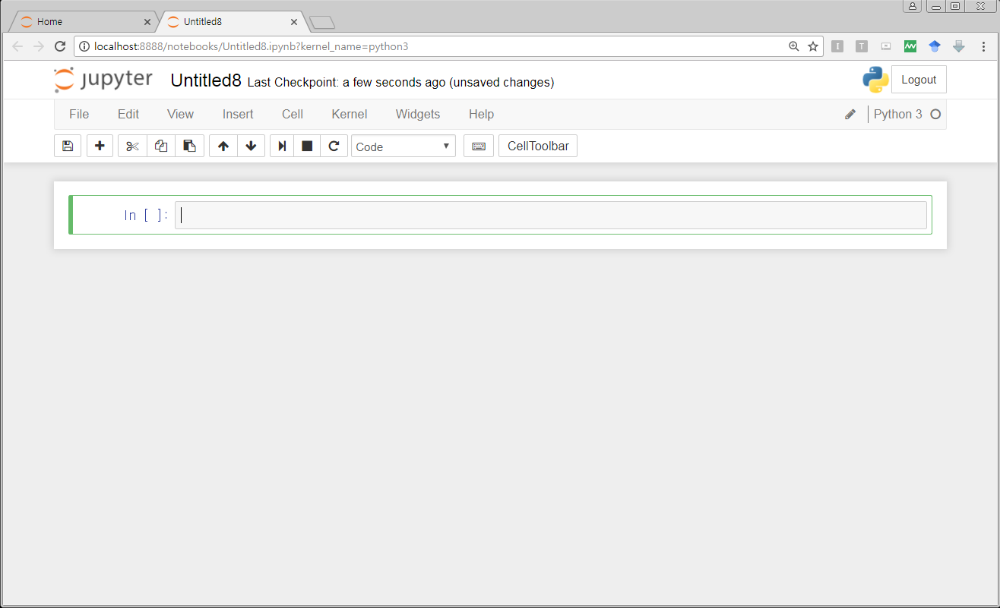 Home
Untitled8
localhost:8888/notebooks/Untitled8.ipynb?kernel_name=python3
I T
jupyter Untitled8 Last Checkpoint: a few seconds ago (unsaved changes)
Logout
File Edit View Insert Cell Kernel Widgets Help
Python 3
Code
CellToolbar
In [ ]: